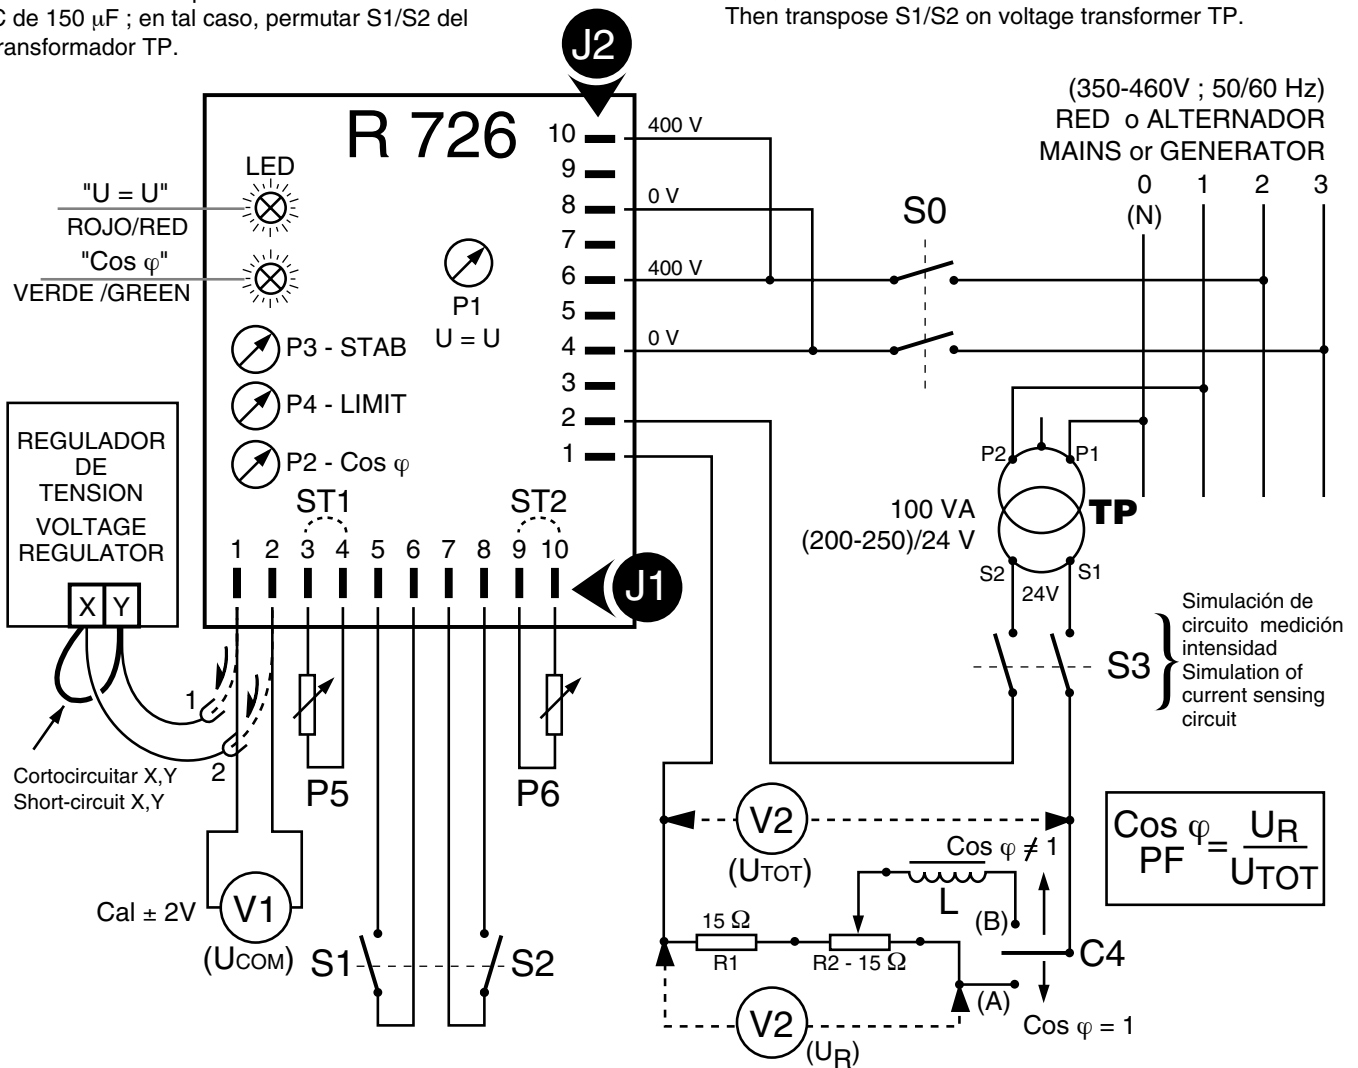 C de 150 µF ; en tal caso, permutar S1/S2 del
transformador TP.
Then transpose S1/S2 on voltage transformer TP.
J2
(350-460V ; 50/60 Hz)
RED o ALTERNADOR
MAINS or GENERATOR
0 1 2 3
(N)
R 726
LED
"U = U"
ROJO/RED
"Cos φ"
VERDE /GREEN
P1
U = U
P3 - STAB
P4 - LIMIT
P2 - Cos φ
10 400 V
9
8 0 V
7
6 400 V
5
4 0 V
3
2
1
S0
REGULADOR
DE
TENSION
VOLTAGE
REGULATOR
X Y
ST1
ST2
1 2 3 4 5 6 7 8 9 10
J1
P2 P1
100 VA
(200-250)/24 V
TP
S2 S1
24V
S3
Simulación de
circuito medición
intensidad
Simulation of
current sensing
circuit
1
2
Cortocircuitar X,Y
Short-circuit X,Y
P5
P6
Cal ± 2V
V1
(UCOM)
S1
S2
V2
(UTOT)
Cos φ ≠ 1
L
(B)
15 Ω
R1
R2 - 15 Ω
C4
(A)
Cos φ = 1
V2
(UR)
Cos φ
PF
=
UR
UTOT